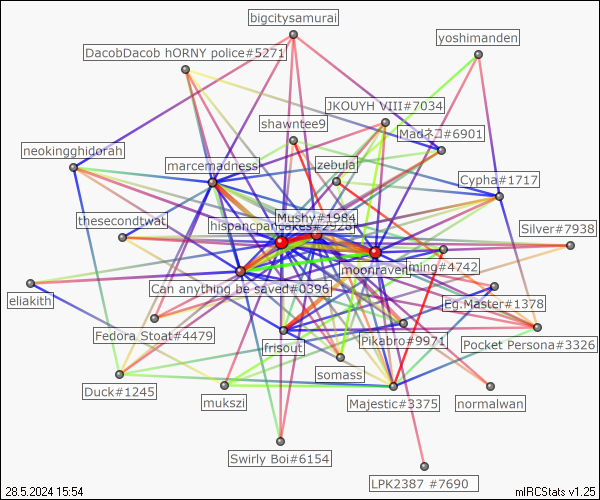 bigcitysamurai
yoshimanden
DacobDacob hORNY police#5271
JKOUYH VIII#7034
shawntee9
Madネコ#6901
neokingghidorah
marcemadness
zebula
Cypha#1717
thesecondtwat
Mushy#1984
hispancpancakes#2928
Silver#7938
moonraven
ming#4742
Can anything be saved#0396
eliakith
Eg.Master#1378
Fedora Stoat#4479
frisout
Pikabro#9971
Pocket Persona#3326
somass
Duck#1245
mukszi
Majestic#3375
normalwan
Swirly Boi#6154
LPK2387 #7690
28.5.2024 15:54
mIRCStats v1.25